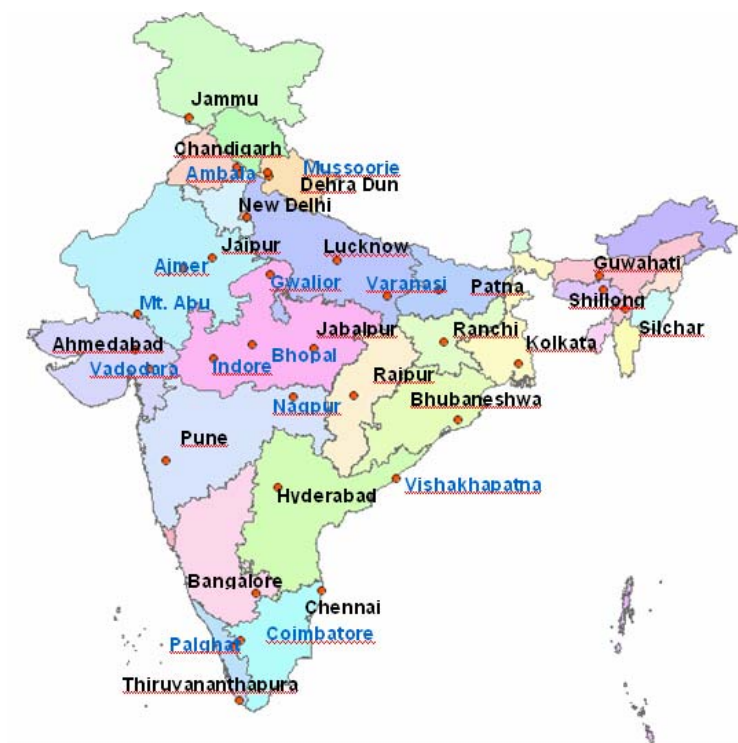 Jammu
Chandigarh
Ambala
Mussoorie
Dehra Dun
New Delhi
Jaipur
Lucknow
Ajmer
Gwalior
Varanasi
Patna
Guwahati
Shillong
Mt. Abu
Jabalpur
Ranchi
Kolkata
Silchar
Ahmedabad
Vadodara
Indore
Bhopal
Raipur
Nagpur
Bhubaneshwa
Pune
Hyderabad
Vishakhapatna
Bangalore
Chennai
Palghat
Coimbatore
Thiruvananthapura